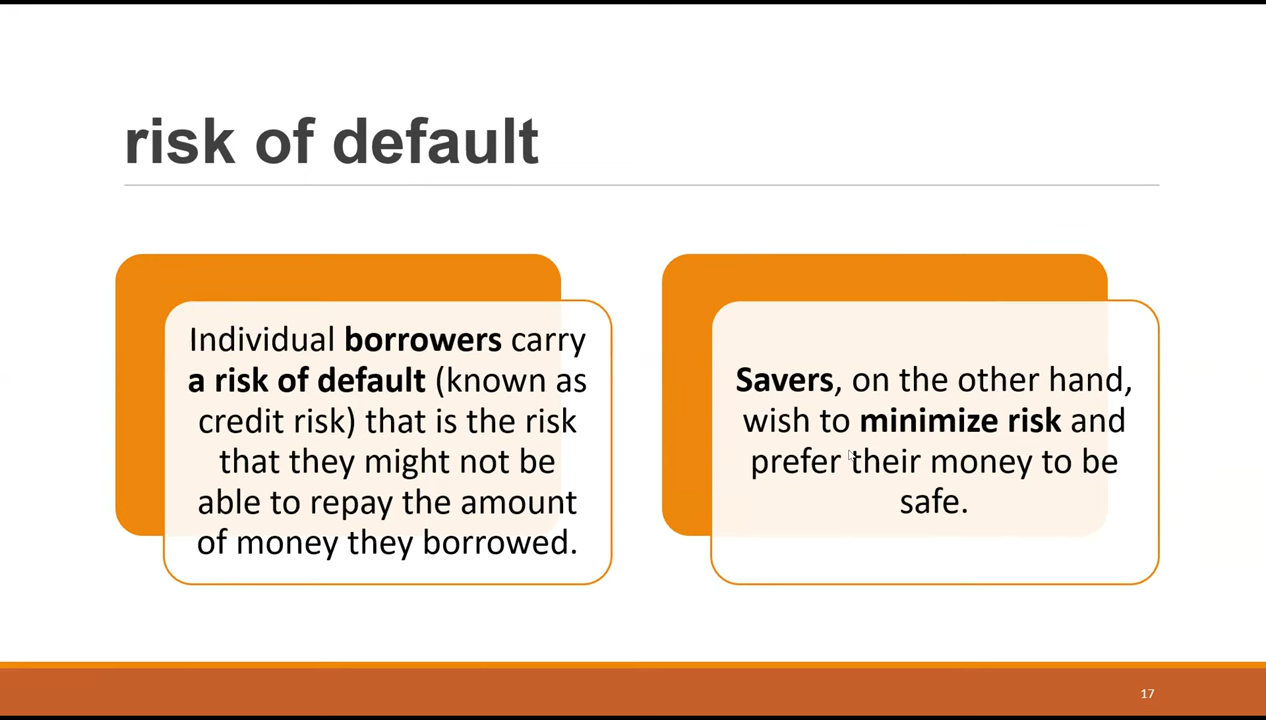 risk of default
Individual borrowers carry
a risk of default (known as
credit risk) that is the risk
that they might not be
able to repay the amount
of money they borrowed.
Savers, on the other hand,
wish to minimize risk and
prefer their money to be
safe.
17